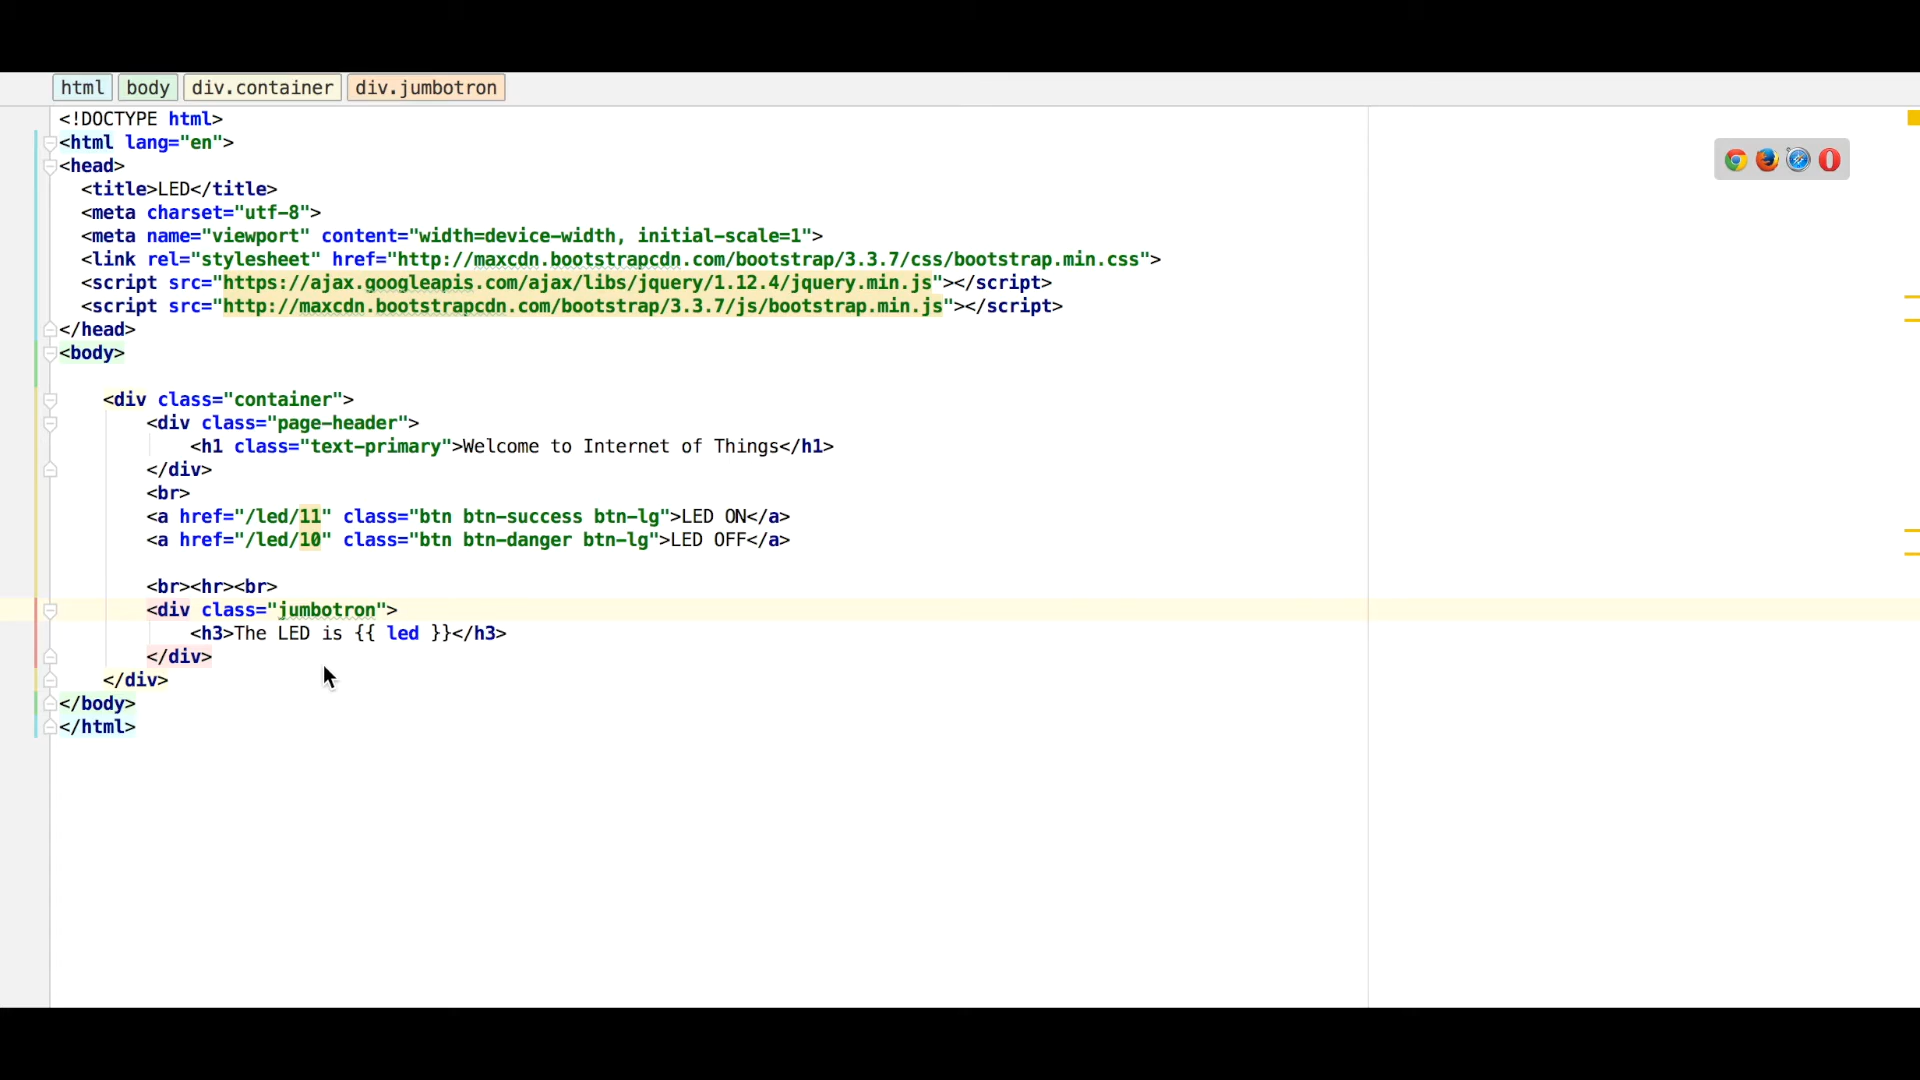 html body div.container div.jumbotron
<!DOCTYPE html>
<html lang="en">
<head>
  <title>LED</title>
  <meta charset="utf-8">
  <meta name="viewport" content="width=device-width, initial-scale=1">
  <link rel="stylesheet" href="http://maxcdn.bootstrapcdn.com/bootstrap/3.3.7/css/bootstrap.min.css">
  <script src="https://ajax.googleapis.com/ajax/libs/jquery/1.12.4/jquery.min.js"></script>
  <script src="http://maxcdn.bootstrapcdn.com/bootstrap/3.3.7/js/bootstrap.min.js"></script>
</head>
<body>
    <div class="container">
        <div class="page-header">
            <h1 class="text-primary">Welcome to Internet of Things</h1>
        </div>
        <br>
        <a href="/led/11" class="btn btn-success btn-lg">LED ON</a>
        <a href="/led/10" class="btn btn-danger btn-lg">LED OFF</a>
        <br><hr><br>
        <div class="jumbotron">
            <h3>The LED is {{ led }}</h3>
        </div>
    </div>
</body>
</html>